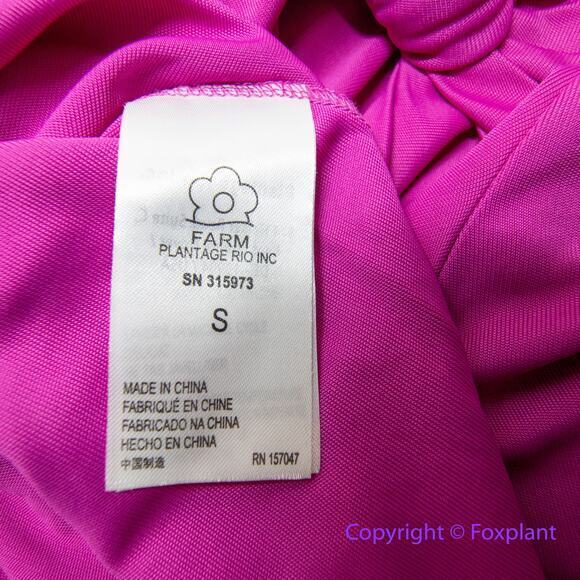 FARM
PLANTAGE RIO INC
SN 315973
S
MADE IN CHINA
FABRIQUÉ EN CHINE
FABRICADO NA CHINA
HECHO EN CHINA
中国制造
RN 157047
Copyright © Foxplant